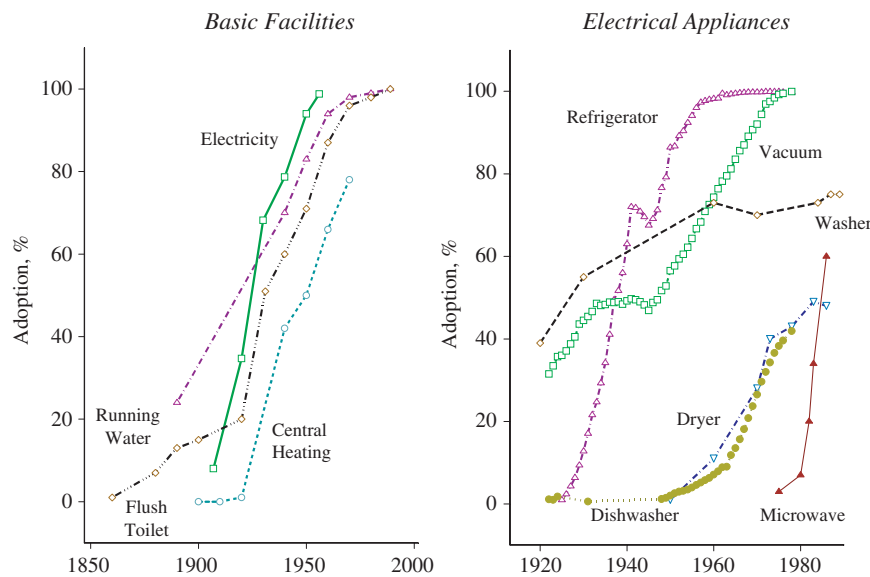 Basic Facilities
Adoption, %
100
80
60
40
20
0
1850
1900
1950
2000
Electricity
Running
Water
Flush
Toilet
Central
Heating
Electrical Appliances
Adoption, %
100
80
60
40
20
0
1920
1940
1960
1980
Refrigerator
Vacuum
Washer
Dryer
Dishwasher
Microwave